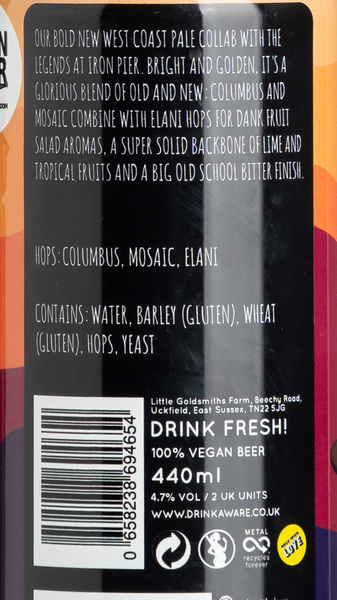 OUR BOLD NEW WEST COAST PALE COLLAB WITH THE
LEGENDS AT IRON PIER. BRIGHT AND GOLDEN, IT'S A
GLORIOUS BLEND OF OLD AND NEW: COLUMBUS AND
MOSAIC COMBINE WITH ELANI HOPS FOR DANK FRUIT
SALAD AROMAS, A SUPER SOLID BACKBONE OF LIME AND
TROPICAL FRUITS AND A BIG OLD SCHOOL BITTER FINISH.
HOPS: COLUMBUS, MOSAIC, ELANI
CONTAINS: WATER, BARLEY (GLUTEN), WHEAT
(GLUTEN), HOPS, YEAST
Little Goldsmiths Farm, Beechy Road,
Uckfield, East Sussex, TN22 5JG
DRINK FRESH!
100% VEGAN BEER
440ml
4.7% VOL / 2 UK UNITS
WWW.DRINKAWARE.CO.UK
0 658238 694654
METAL
recycles
forever
LOVE